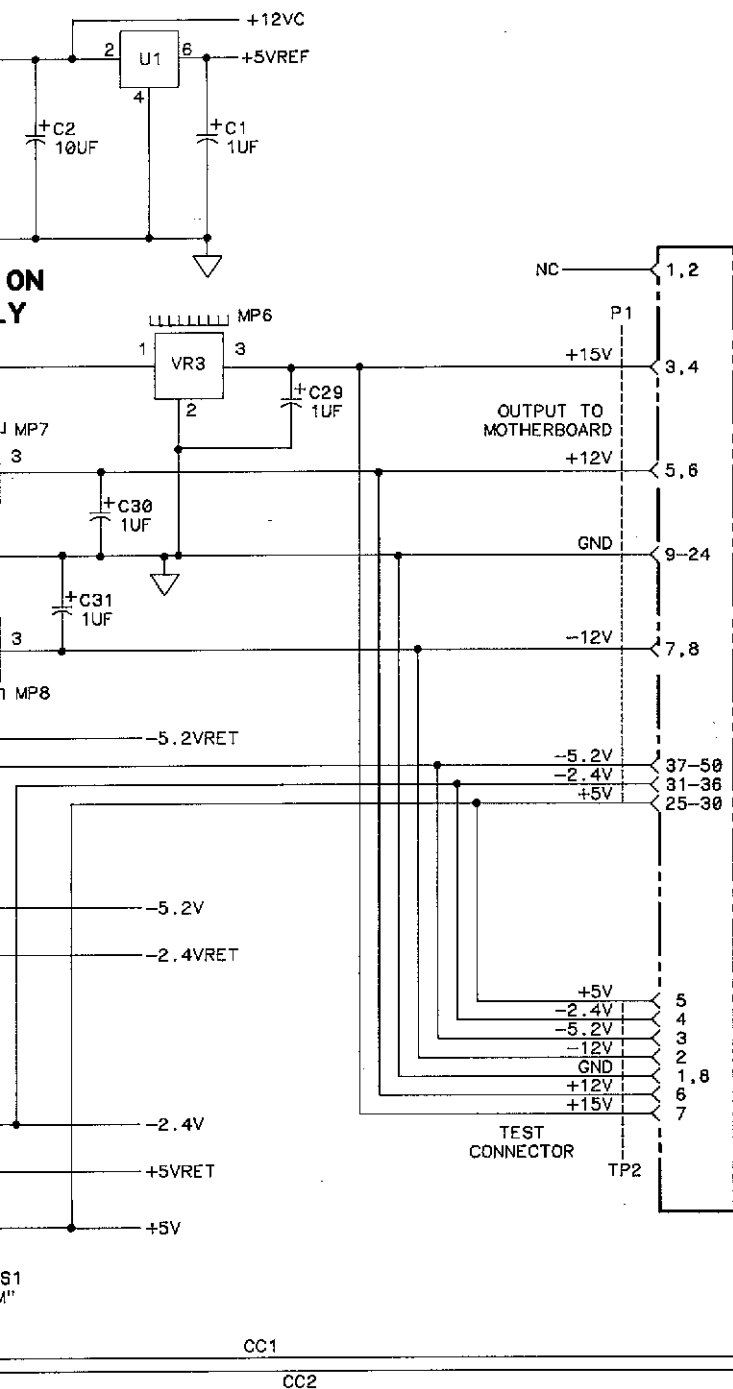 +12VC
2 U1 6 +5VREF
4
+ C2
10UF
+ C1
1UF
ON
LY
NC 1,2
P1
MP6
1 VR3 3
2
+15V 3,4
+ C29
1UF
OUTPUT TO
MOTHERBOARD
MP7
3
+12V 5,6
+ C30
1UF
GND 9-24
+ C31
1UF
3
-12V 7,8
MP8
-5.2VRET
-5.2V 37-50
-2.4V 31-36
+5V 25-30
-5.2V
-2.4VRET
+5V 5
-2.4V 4
-5.2V 3
-12V 2
GND 1,8
+12V 6
+15V 7
-2.4V
TEST
CONNECTOR
TP2
+5VRET
+5V
S1
M"
CC1
CC2